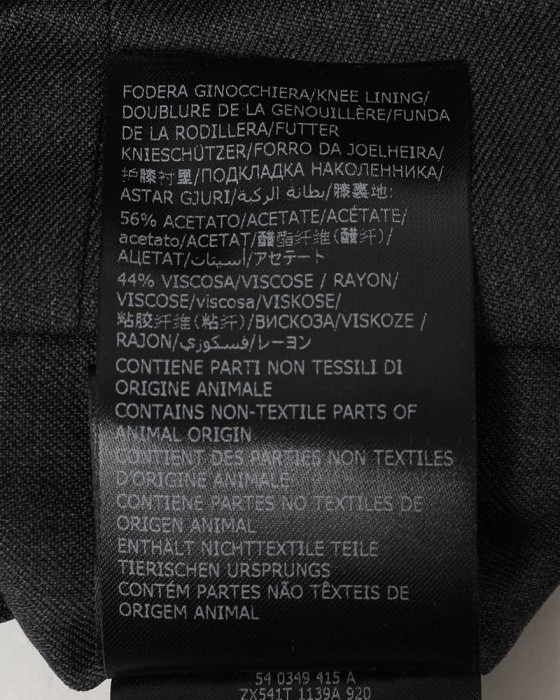 FODERA GINOCCHIERA/KNEE LINING/
DOUBLURE DE LA GENOUILLÈRE/FUNDA
DE LA RODILLERA/FUTTER
KNIESCHÜTZER/FORRO DA JOELHEIRA/
护膝衬里/ПОДКЛАДКА НАКОЛЕННИКА/
ASTAR GJURI/بطانة الركبة/膝裏地:
56% ACETATO/ACETATE/ACÉTATE/
acetato/ACETAT/醋酯纤维(醋纤)/
АЦЕТАТ/أسيتات/アセテート
44% VISCOSA/VISCOSE / RAYON/
VISCOSE/viscosa/VISKOSE/
粘胶纤维(粘纤)/ВИСКОЗА/VISKOZE /
RAJON/فسكوزي/レーヨン
CONTIENE PARTI NON TESSILI DI
ORIGINE ANIMALE
CONTAINS NON-TEXTILE PARTS OF
ANIMAL ORIGIN
CONTIENT DES PARTIES NON TEXTILES
D'ORIGINE ANIMALE
CONTIENE PARTES NO TEXTILES DE
ORIGEN ANIMAL
ENTHÄLT NICHTTEXTILE TEILE
TIERISCHEN URSPRUNGS
CONTÉM PARTES NÃO TÊXTEIS DE
ORIGEM ANIMAL
54 0349 415 A
ZX541T 1139A 920